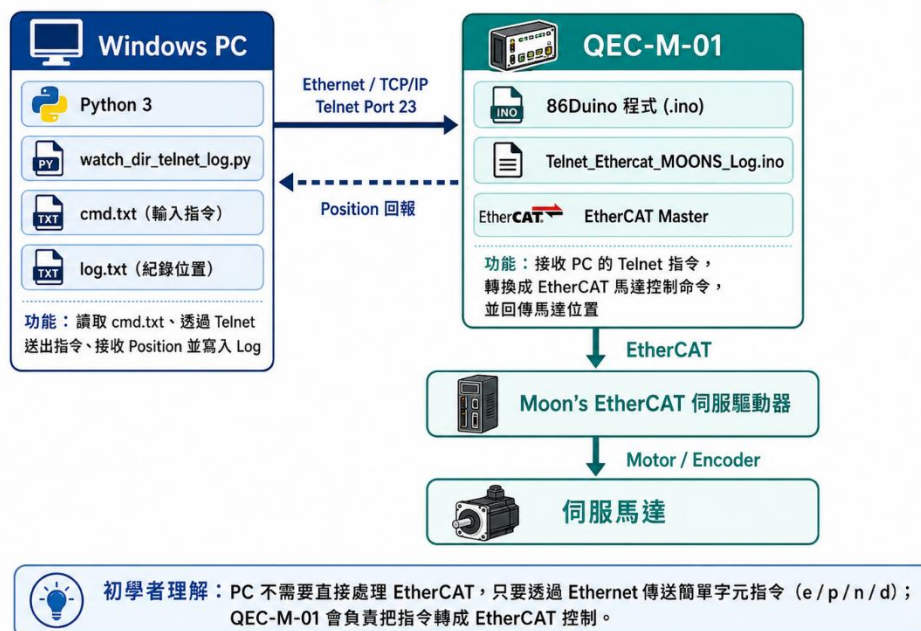 Windows PC
Python 3
PY
watch_dir_telnet_log.py
TXT
cmd.txt（輸入指令）
TXT
log.txt（紀錄位置）
功能：讀取 cmd.txt、透過 Telnet
送出指令、接收 Position 並寫入 Log
Ethernet / TCP/IP
Telnet Port 23
Position 回報
QEC-M-01
INO
86Duino 程式 (.ino)
Telnet_Ethercat_MOONS_Log.ino
EtherCAT
EtherCAT Master
功能：接收 PC 的 Telnet 指令，
轉換成 EtherCAT 馬達控制命令，
並回傳馬達位置
EtherCAT
Moon's EtherCAT 伺服驅動器
Motor / Encoder
伺服馬達
初學者理解：PC 不需要直接處理 EtherCAT，只要透過 Ethernet 傳送簡單字元指令（e / p / n / d）；
QEC-M-01 會負責把指令轉成 EtherCAT 控制。